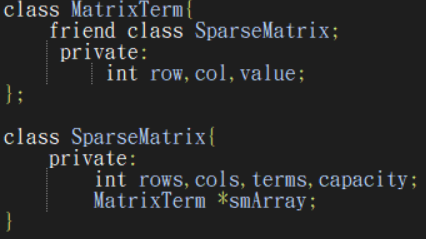 class MatrixTerm{
friend class SparseMatrix;
private:
int row,col,value;
};
class SparseMatrix{
private:
int rows,cols,terms,capacity;
MatrixTerm *smArray;
}